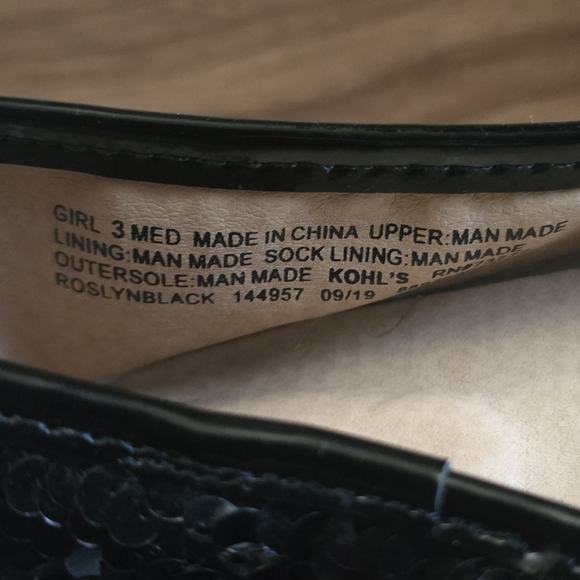 GIRL 3 MED MADE IN CHINA UPPER:MAN MADE
LINING:MAN MADE SOCK LINING:MAN MADE
OUTERSOLE:MAN MADE KOHL'S
ROSLYNBLACK 144957 09/19